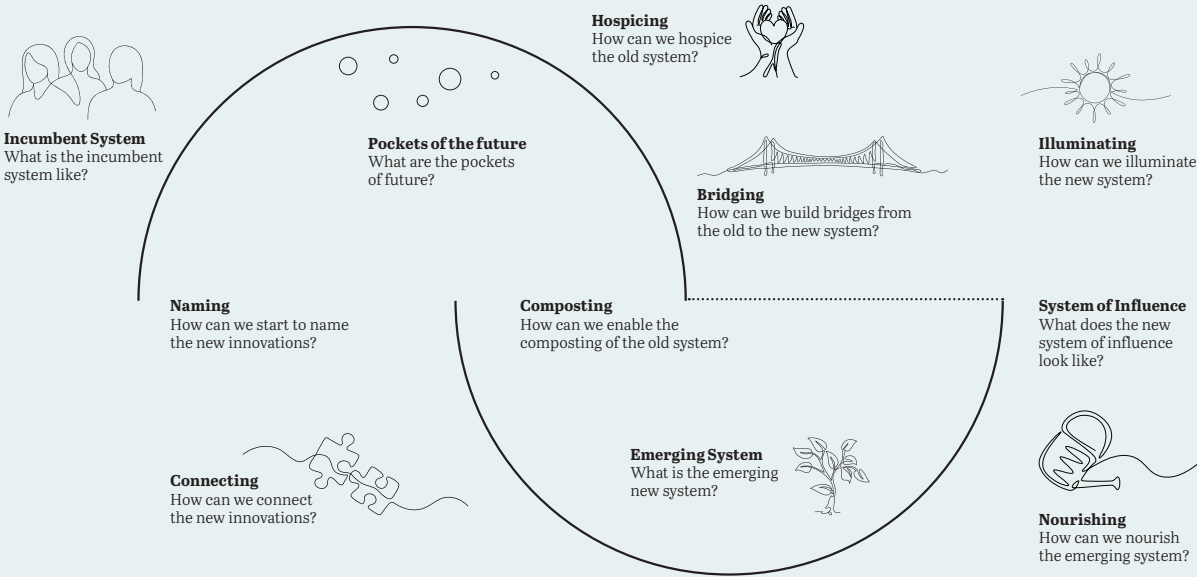 Hospicing
How can we hospice
the old system?
Incumbent System
What is the incumbent
system like?
Pockets of the future
What are the pockets
of future?
Illuminating
How can we illuminate
the new system?
Bridging
How can we build bridges from
the old to the new system?
Naming
How can we start to name
the new innovations?
Composting
How can we enable the
composting of the old system?
System of Influence
What does the new
system of influence
look like?
Connecting
How can we connect
the new innovations?
Emerging System
What is the emerging
new system?
Nourishing
How can we nourish
the emerging system?